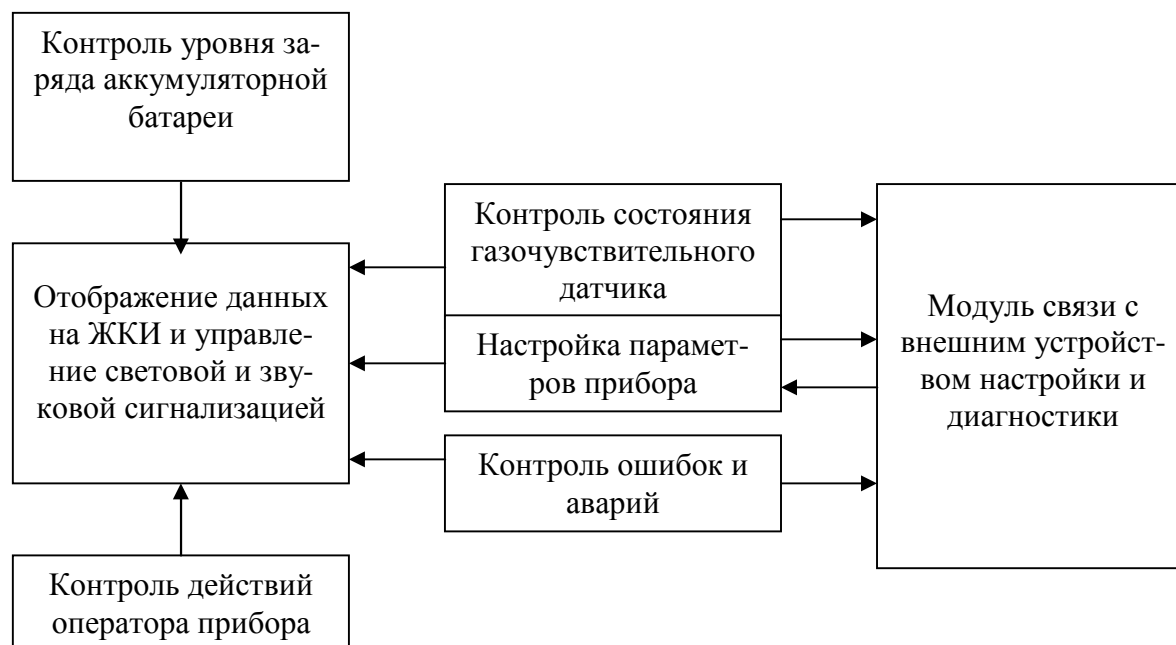 Контроль уровня за-
ряда аккумуляторной
батареи
Отображение данных
на ЖКИ и управле-
ние световой и зву-
ковой сигнализацией
Контроль действий
оператора прибора
Контроль состояния
газочувствительного
датчика
Настройка парамет-
ров прибора
Контроль ошибок и
аварий
Модуль связи с
внешним устройст-
вом настройки и
диагностики